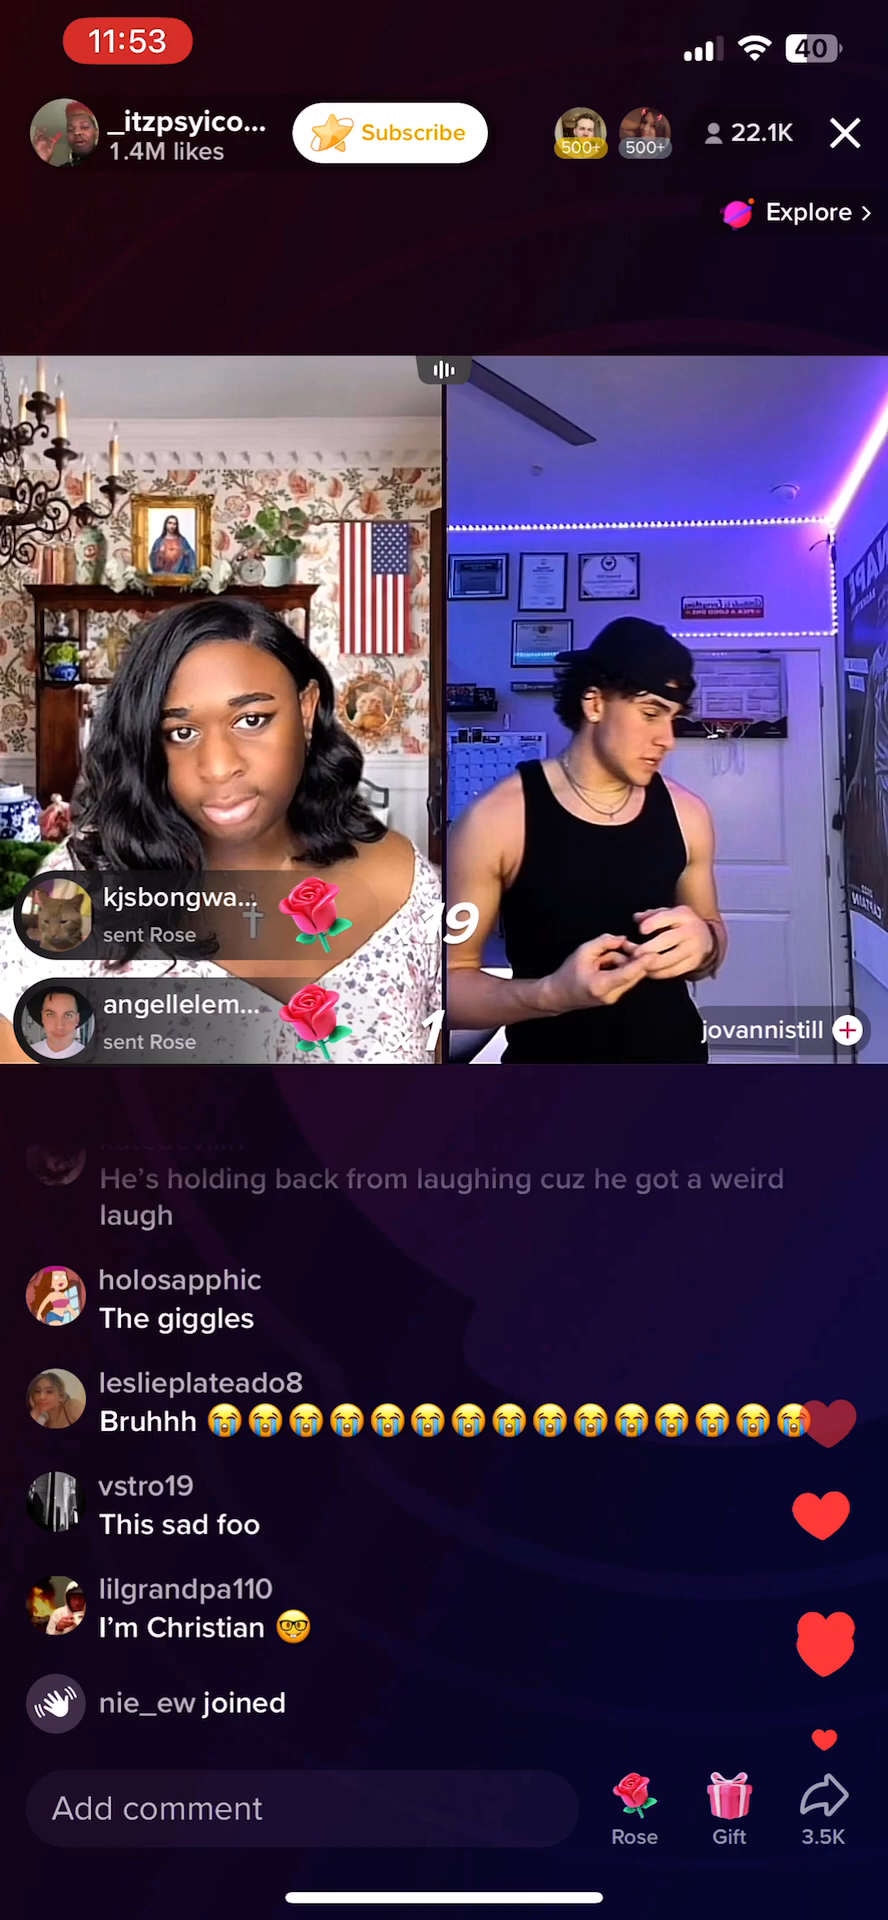 11:53
40
_itzpsyico...
1.4M likes
Subscribe
500+
500+
22.1K
Explore >
kjsbongwa...
sent Rose
x19
angellelem...
sent Rose
x1
jovannistill
He's holding back from laughing cuz he got a weird
laugh
holosapphic
The giggles
leslieplateado8
Bruhhh 😭😭😭😭😭😭😭😭😭😭😭😭😭😭😭
vstro19
This sad foo
lilgrandpa110
I'm Christian 🤓
nie_ew joined
Add comment
Rose
Gift
3.5K